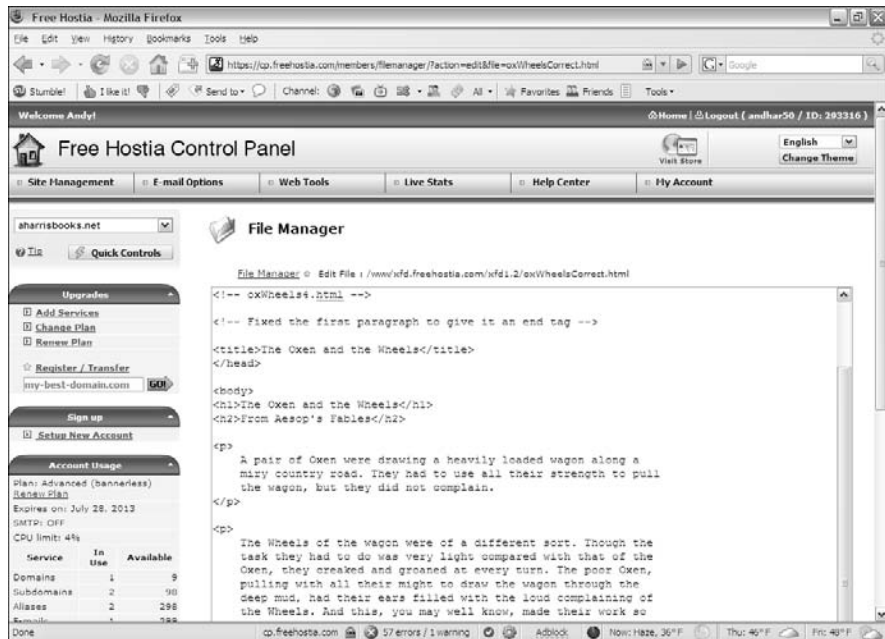 Free Hostia - Mozilla Firefox
File Edit View History Bookmarks Tools Help
https://cp.freehostia.com/members/filemanager/?action=edit&file=oxWheelsCorrect.html
Google
Stumble! I like it! Send to Channel: All Favorites Friends Tools
Welcome Andy!
Home | Logout ( andhar50 / ID: 293316 )
Free Hostia Control Panel
Visit Store
English
Change Theme
Site Management E-mail Options Web Tools Live Stats Help Center My Account
aharrisbooks.net
Tip Quick Controls
File Manager
File Manager Edit File : /www/xfd.freehostia.com/xfd1.2/oxWheelsCorrect.html
Upgrades
Add Services
Change Plan
Renew Plan
Register / Transfer
my-best-domain.com GO!
Sign up
Setup New Account
Account Usage
Plan: Advanced (bannerless)
Renew Plan
Expires on: July 28, 2013
SMTP: OFF
CPU limit: 4%
Service In Use Available
Domains 1 9
Subdomains 2 98
Aliases 2 298
E-mails 1 299
<!-- oxWheels4.html -->
<!-- Fixed the first paragraph to give it an end tag -->
<title>The Oxen and the Wheels</title>
</head>
<body>
<h1>The Oxen and the Wheels</h1>
<h2>From Aesop's Fables</h2>
<p>
A pair of Oxen were drawing a heavily loaded wagon along a
miry country road. They had to use all their strength to pull
the wagon, but they did not complain.
</p>
<p>
The Wheels of the wagon were of a different sort. Though the
task they had to do was very light compared with that of the
Oxen, they creaked and groaned at every turn. The poor Oxen,
pulling with all their might to draw the wagon through the
deep mud, had their ears filled with the loud complaining of
the Wheels. And this, you may well know, made their work so
Done
cp.freehostia.com 57 errors / 1 warning Adblock Now: Haze, 36°F Thu: 46°F Fri: 48°F